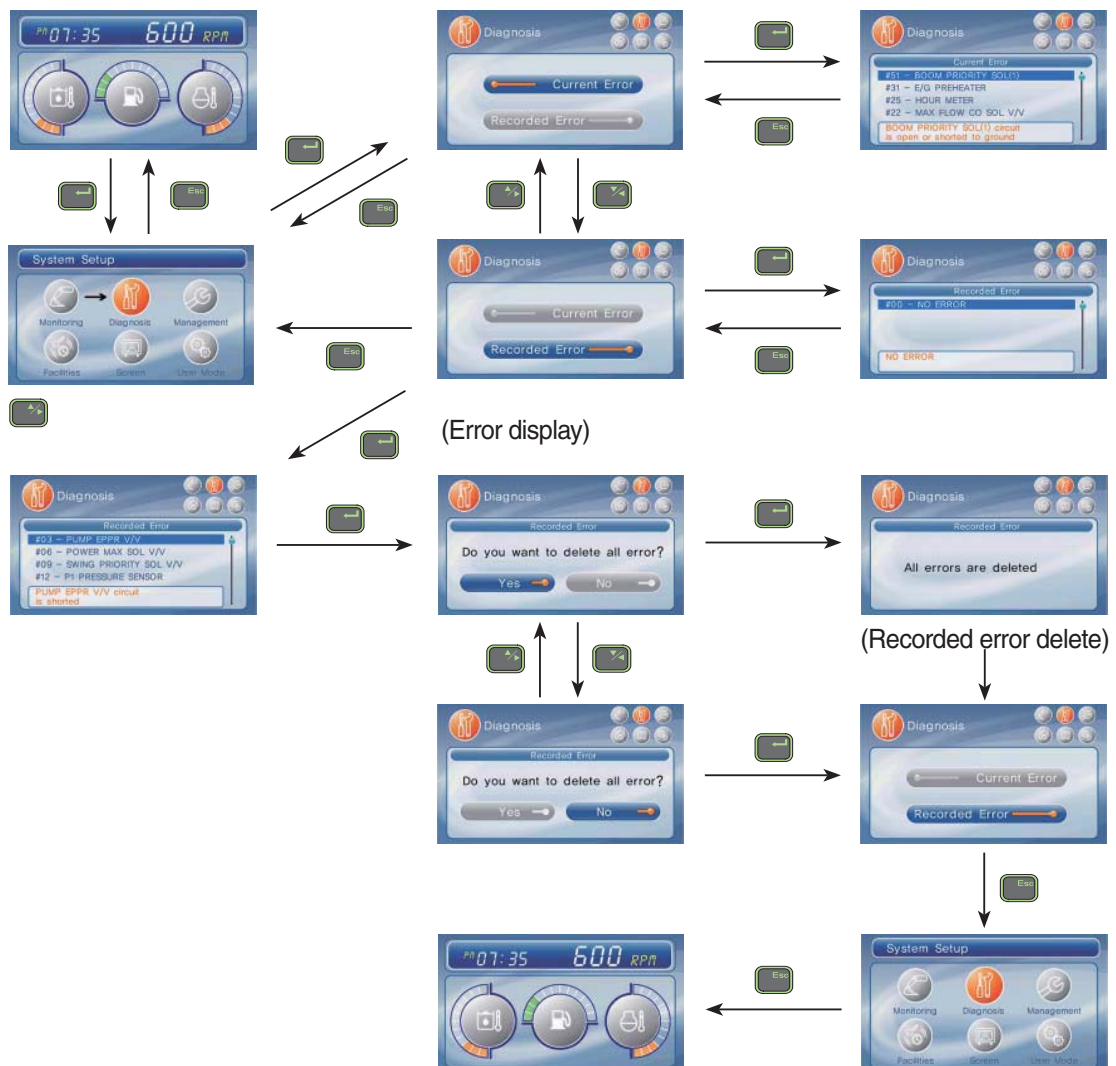 PM 07:35 600 RPM
Diagnosis
Current Error
Recorded Error
Diagnosis
Current Error
#51 - BOOM PRIORITY SOL(1)
#31 - E/G PREHEATER
#25 - HOUR METER
#22 - MAX FLOW CO SOL V/V
BOOM PRIORITY SOL(1) circuit
is open or shorted to ground
Esc
Esc
Esc
System Setup
Monitoring
Diagnosis
Management
Facilities
Screen
User Mode
Diagnosis
Current Error
Recorded Error
Diagnosis
Recorded Error
#00 - NO ERROR
NO ERROR
Esc
Esc
(Error display)
Diagnosis
Recorded Error
#03 - PUMP EPPR V/V
#06 - POWER MAX SOL V/V
#09 - SWING PRIORITY SOL V/V
#12 - P1 PRESSURE SENSOR
PUMP EPPR V/V circuit
is shorted
Diagnosis
Recorded Error
Do you want to delete all error?
Yes
No
Diagnosis
Recorded Error
All errors are deleted
(Recorded error delete)
Diagnosis
Recorded Error
Do you want to delete all error?
Yes
No
Diagnosis
Current Error
Recorded Error
Esc
PM 07:35 600 RPM
Esc
System Setup
Monitoring
Diagnosis
Management
Facilities
Screen
User Mode